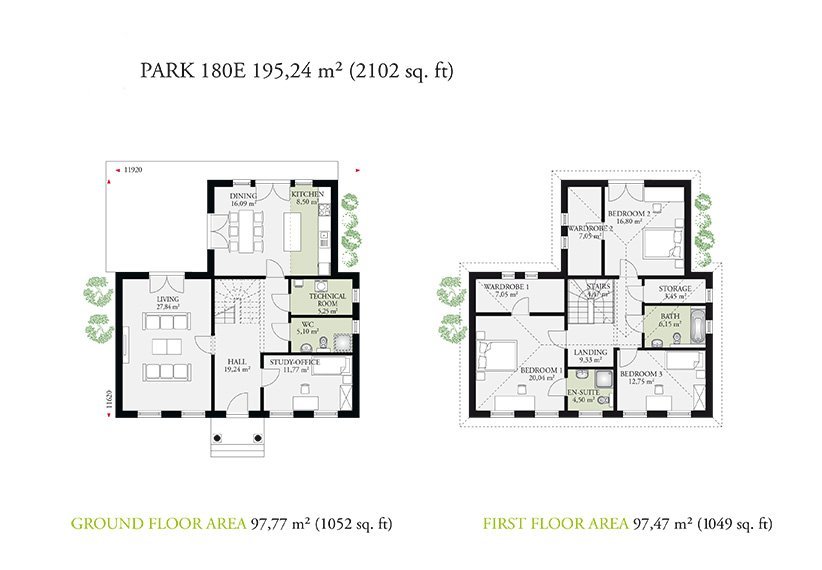 PARK 180E 195,24 m² (2102 sq. ft)
11920
11620
DINING
16,09 m²
KITCHEN
8,50 m²
LIVING
27,84 m²
TECHNICAL
ROOM
5,25 m²
WC
5,10 m²
HALL
19,24 m²
STUDY-OFFICE
11,77 m²
BEDROOM 2
16,80 m²
WARDROBE 2
7,05 m²
WARDROBE 1
7,05 m²
STAIRS
STORAGE
3,45 m²
BATH
6,15 m²
LANDING
9,33 m²
BEDROOM 1
20,04 m²
EN-SUITE
4,50 m²
BEDROOM 3
12,75 m²
GROUND FLOOR AREA 97,77 m² (1052 sq. ft)
FIRST FLOOR AREA 97,47 m² (1049 sq. ft)